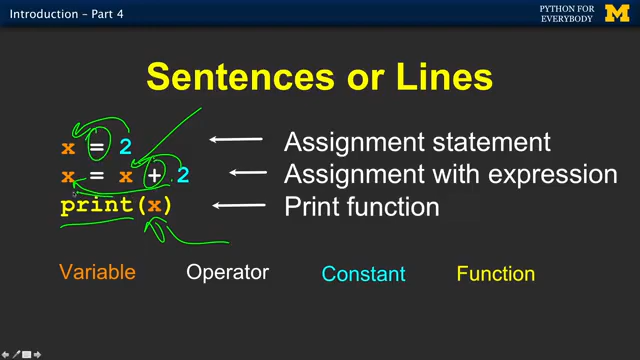 Introduction – Part 4
PYTHON FOR
EVERYBODY
M
Sentences or Lines
x = 2
Assignment statement
x = x + 2
Assignment with expression
print(x)
Print function
Variable
Operator
Constant
Function